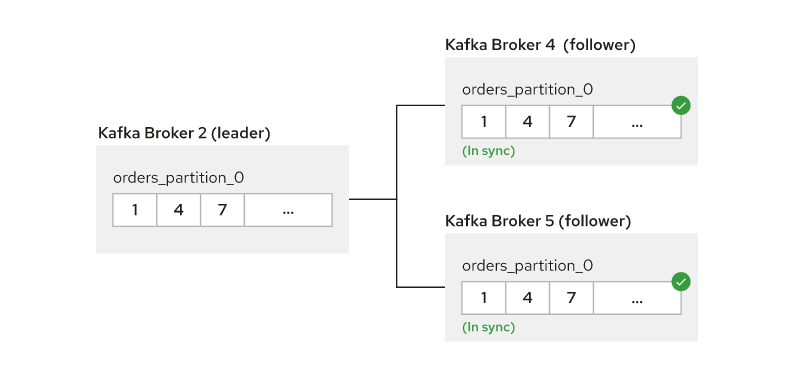 Kafka Broker 2 (leader)
orders_partition_0
1 4 7 ...
Kafka Broker 4 (follower)
orders_partition_0
1 4 7 ...
(In sync)
Kafka Broker 5 (follower)
orders_partition_0
1 4 7 ...
(In sync)